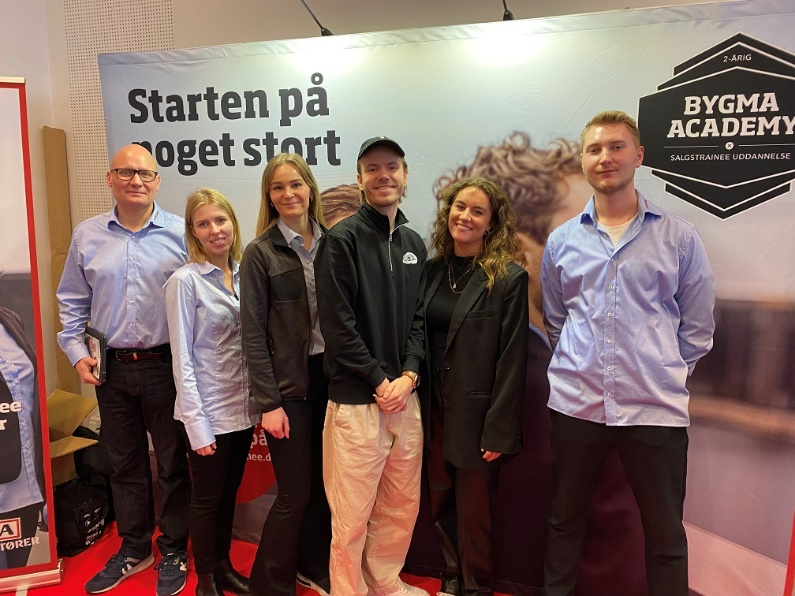 Starten på
noget stort
2-ÅRIG
BYGMA
ACADEMY
SALGSTRAINEE UDDANNELSE